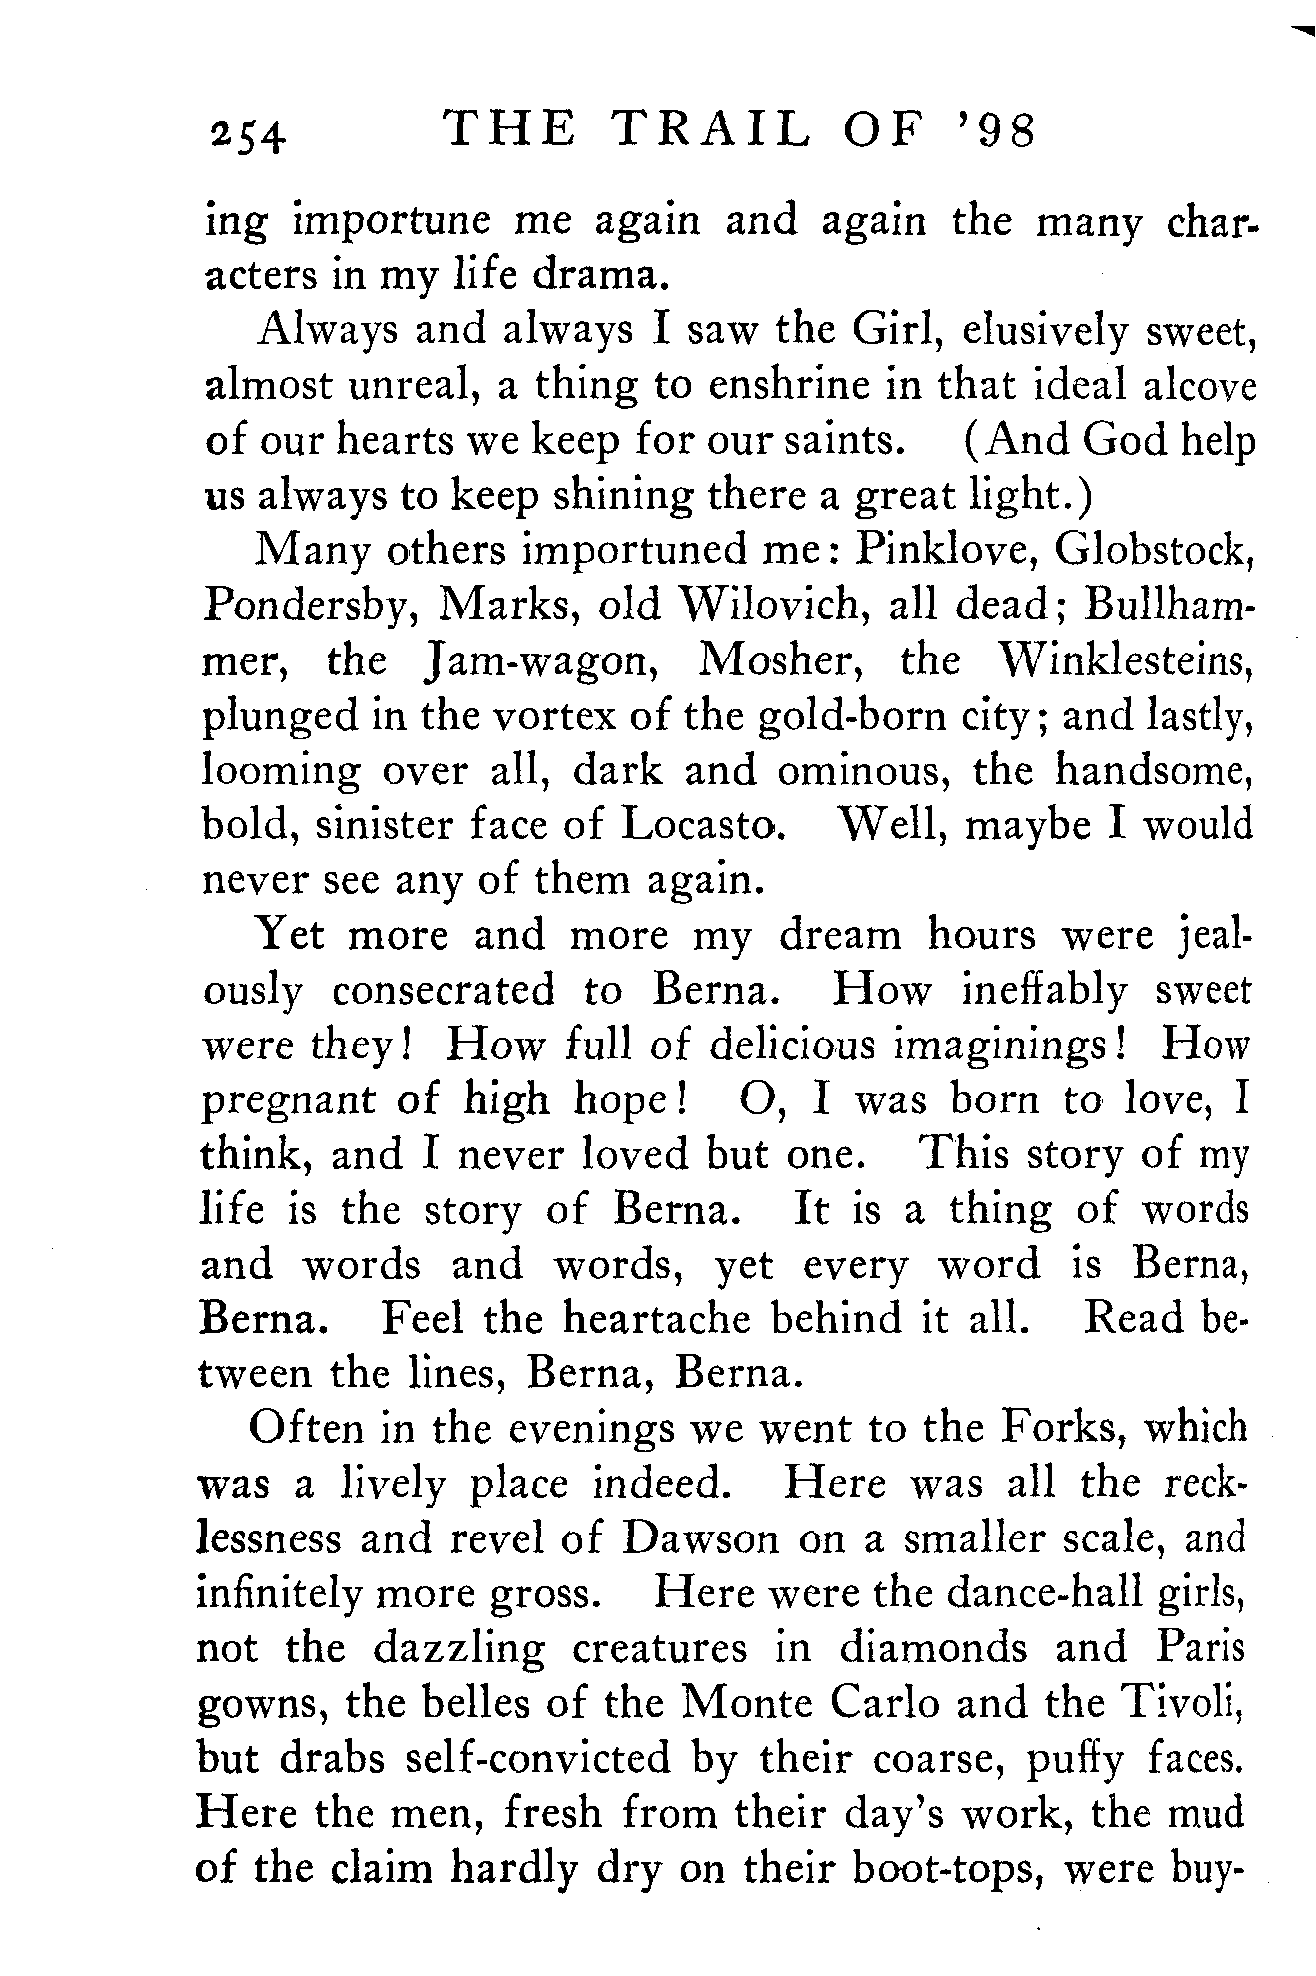 254 THE TRAIL OF '98
ing importune me again and again the many char-
acters in my life drama.
Always and always I saw the Girl, elusively sweet,
almost unreal, a thing to enshrine in that ideal alcove
of our hearts we keep for our saints. (And God help
us always to keep shining there a great light.)
Many others importuned me: Pinklove, Globstock,
Pondersby, Marks, old Wilovich, all dead; Bullham-
mer, the Jam-wagon, Mosher, the Winklesteins,
plunged in the vortex of the gold-born city; and lastly,
looming over all, dark and ominous, the handsome,
bold, sinister face of Locasto. Well, maybe I would
never see any of them again.
Yet more and more my dream hours were jeal-
ously consecrated to Berna. How ineffably sweet
were they! How full of delicious imaginings! How
pregnant of high hope! O, I was born to love, I
think, and I never loved but one. This story of my
life is the story of Berna. It is a thing of words
and words and words, yet every word is Berna,
Berna. Feel the heartache behind it all. Read be-
tween the lines, Berna, Berna.
Often in the evenings we went to the Forks, which
was a lively place indeed. Here was all the reck-
lessness and revel of Dawson on a smaller scale, and
infinitely more gross. Here were the dance-hall girls,
not the dazzling creatures in diamonds and Paris
gowns, the belles of the Monte Carlo and the Tivoli,
but drabs self-convicted by their coarse, puffy faces.
Here the men, fresh from their day's work, the mud
of the claim hardly dry on their boot-tops, were buy-